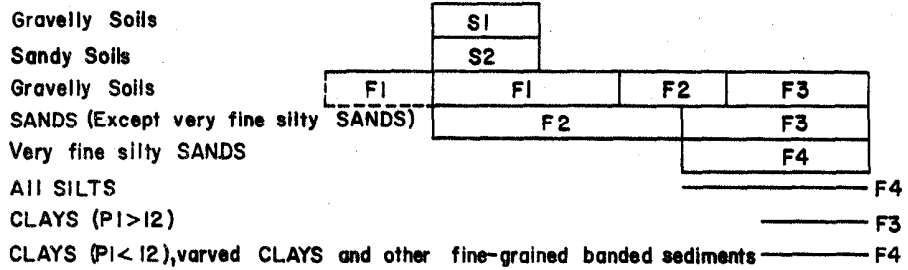 Gravelly Soils S1
Sandy Soils S2
Gravelly Soils F1 F1 F2 F3
SANDS (Except very fine silty SANDS) F2 F3
Very fine silty SANDS F4
All SILTS F4
CLAYS (PI>12) F3
CLAYS (PI<12), varved CLAYS and other fine-grained banded sediments F4